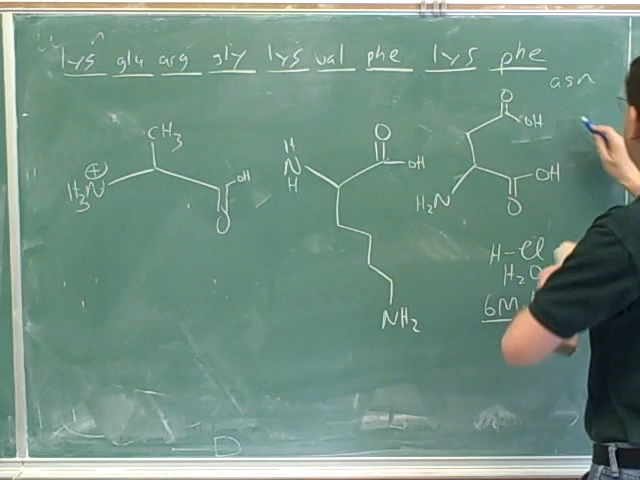 lys glu arg gly lys val phe lys phe
asn
CH3
H3N ⊕
OH
O
H
N
H
O
OH
NH2
O
OH
OH
O
H2N
H-Cl
H2O
6M
D